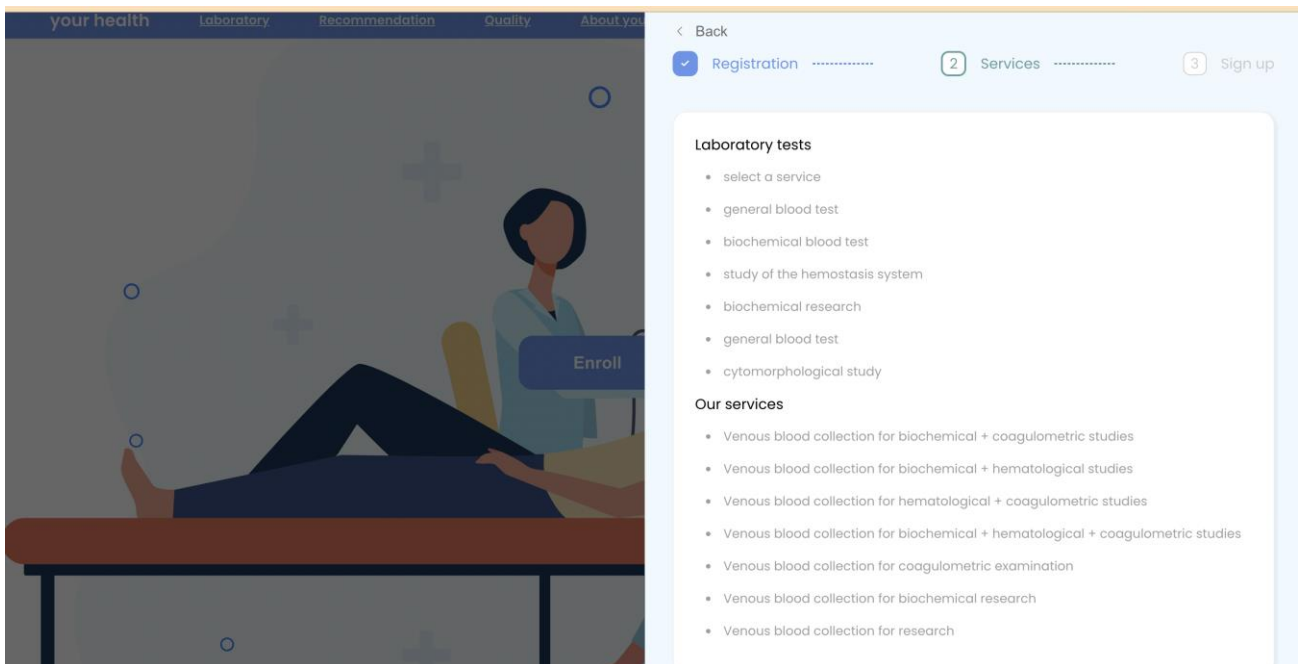 your health Laboratory Recommendation Quality About you
< Back
Registration 2 Services 3 Sign up
Laboratory tests
• select a service
• general blood test
• biochemical blood test
• study of the hemostasis system
• biochemical research
• general blood test
• cytomorphological study
Enroll
Our services
• Venous blood collection for biochemical + coagulometric studies
• Venous blood collection for biochemical + hematological studies
• Venous blood collection for hematological + coagulometric studies
• Venous blood collection for biochemical + hematological + coagulometric studies
• Venous blood collection for coagulometric examination
• Venous blood collection for biochemical research
• Venous blood collection for research